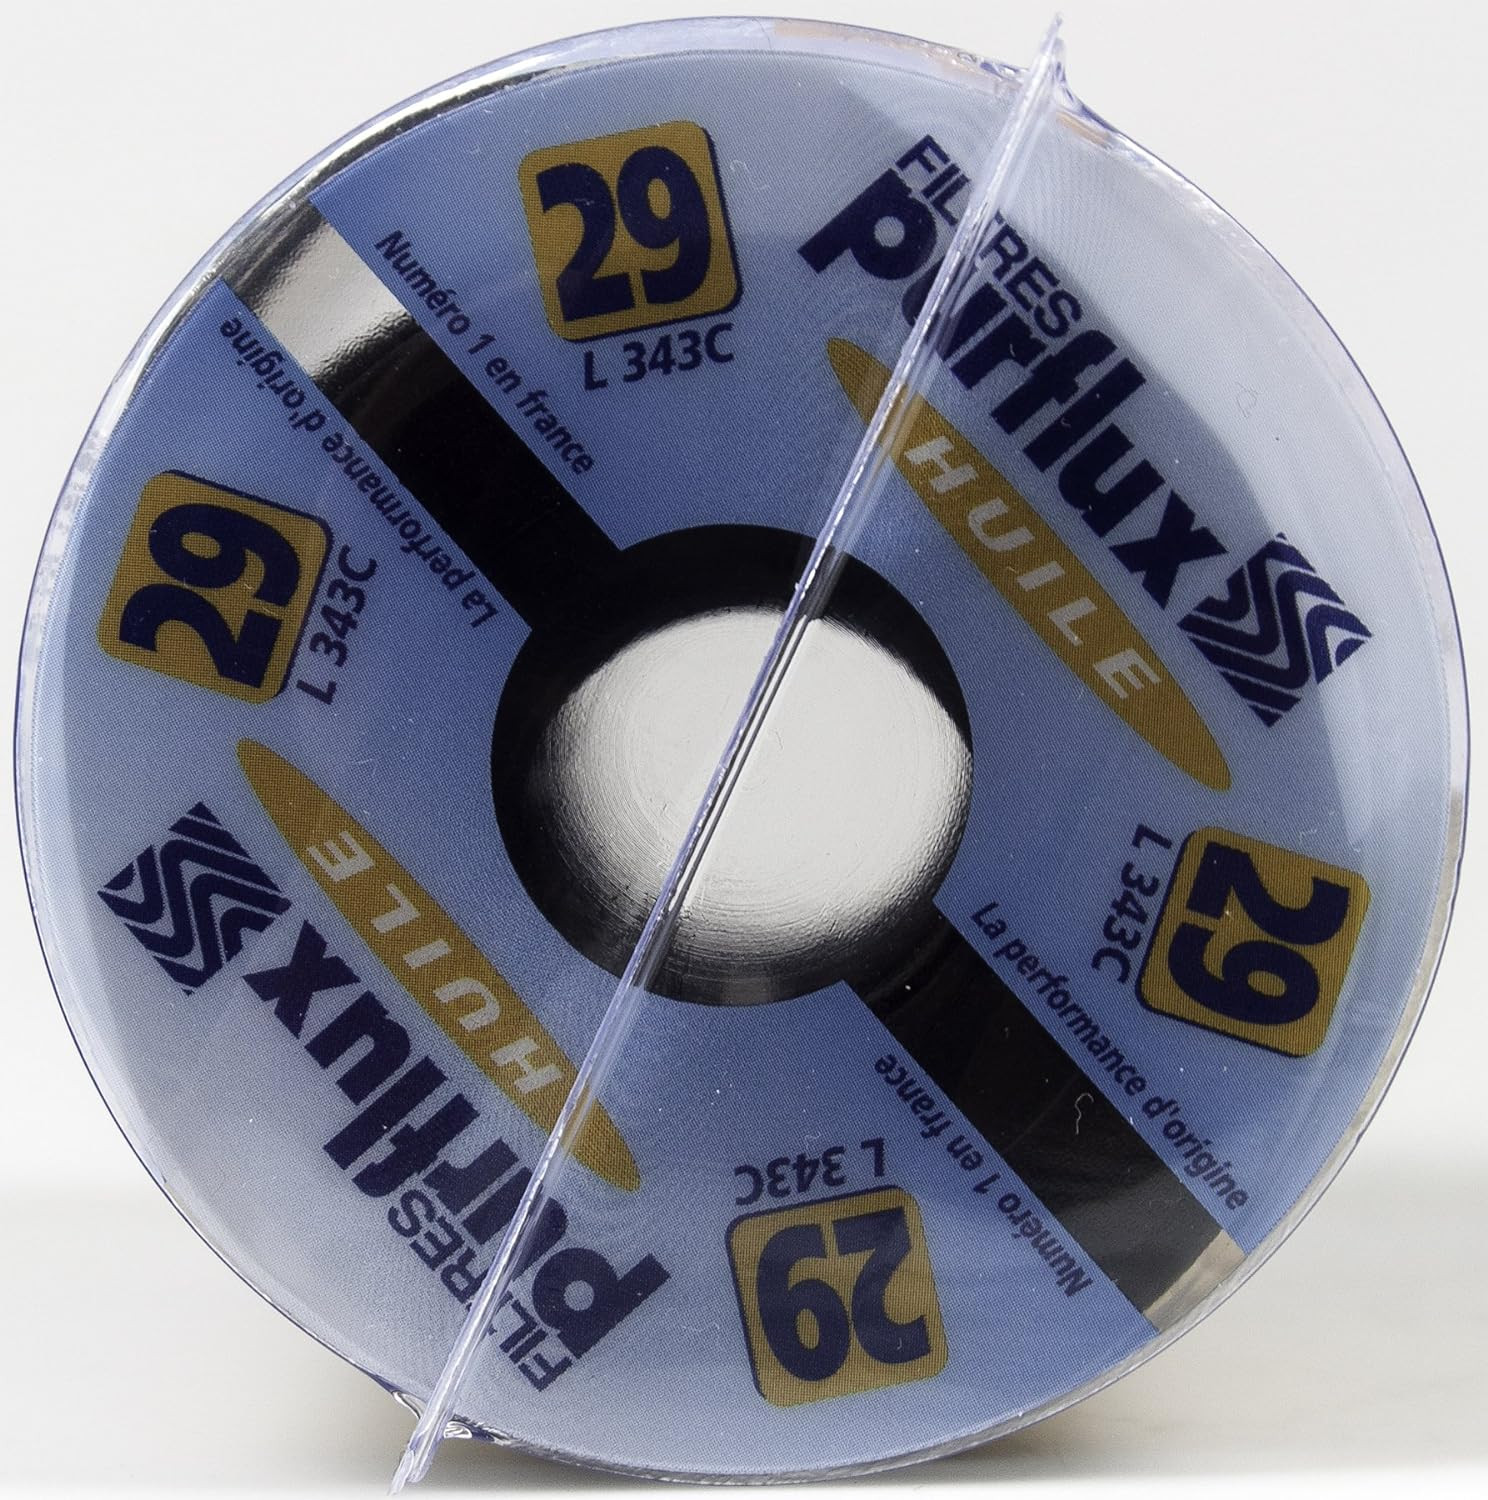 29
L 343C
Numéro 1 en france
FILTRES
purflux
HUILE
La performance d'origine
29
L 343C
29
L 343C
La performance d'origine
HUILE
FILTRES
purflux
Numéro 1 en france
L 343C
29